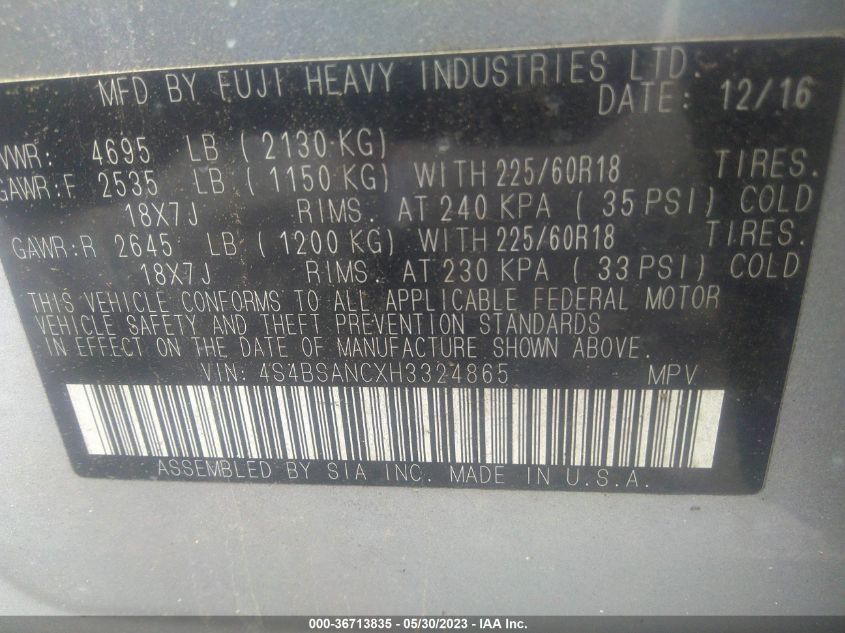 MFD BY FUJI HEAVY INDUSTRIES LTD.
DATE: 12/16
VWR: 4695 LB ( 2130 KG)
GAWR:F 2535 LB ( 1150 KG) WITH 225/60R18 TIRES.
18X7J RIMS. AT 240 KPA ( 35 PSI) COLD
GAWR:R 2645 LB ( 1200 KG) WITH 225/60R18 TIRES.
18X7J RIMS. AT 230 KPA ( 33 PSI) COLD
THIS VEHICLE CONFORMS TO ALL APPLICABLE FEDERAL MOTOR
VEHICLE SAFETY AND THEFT PREVENTION STANDARDS
IN EFFECT ON THE DATE OF MANUFACTURE SHOWN ABOVE.
VIN: 4S4BSANCXH3324865 MPV
ASSEMBLED BY SIA INC. MADE IN U.S.A.
000-36713835 - 05/30/2023 - © IAA Inc.